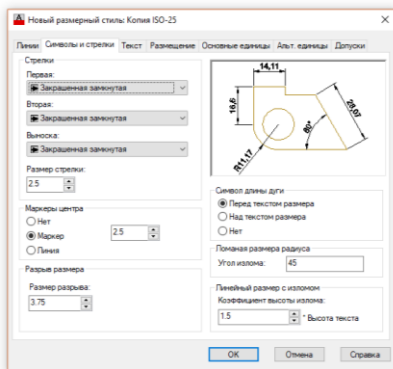 Новый размерный стиль: Копия ISO-25
Линии Символы и стрелки Текст Размещение Основные единицы Альт. единицы Допуски
Стрелки
Первая:
Закрашенная замкнутая
Вторая:
Закрашенная замкнутая
Выноска:
Закрашенная замкнутая
Размер стрелки:
2.5
Маркеры центра
Нет
Маркер
2.5
Линия
Разрыв размера
Размер разрыва:
3.75
14,11
16,6
28,07
80°
R11,17
Символ длины дуги
Перед текстом размера
Над текстом размера
Нет
Ломаная размера радиуса
Угол излома:
45
Линейный размер с изломом
Коэффициент высоты излома:
1.5
* Высота текста
OK Отмена Справка